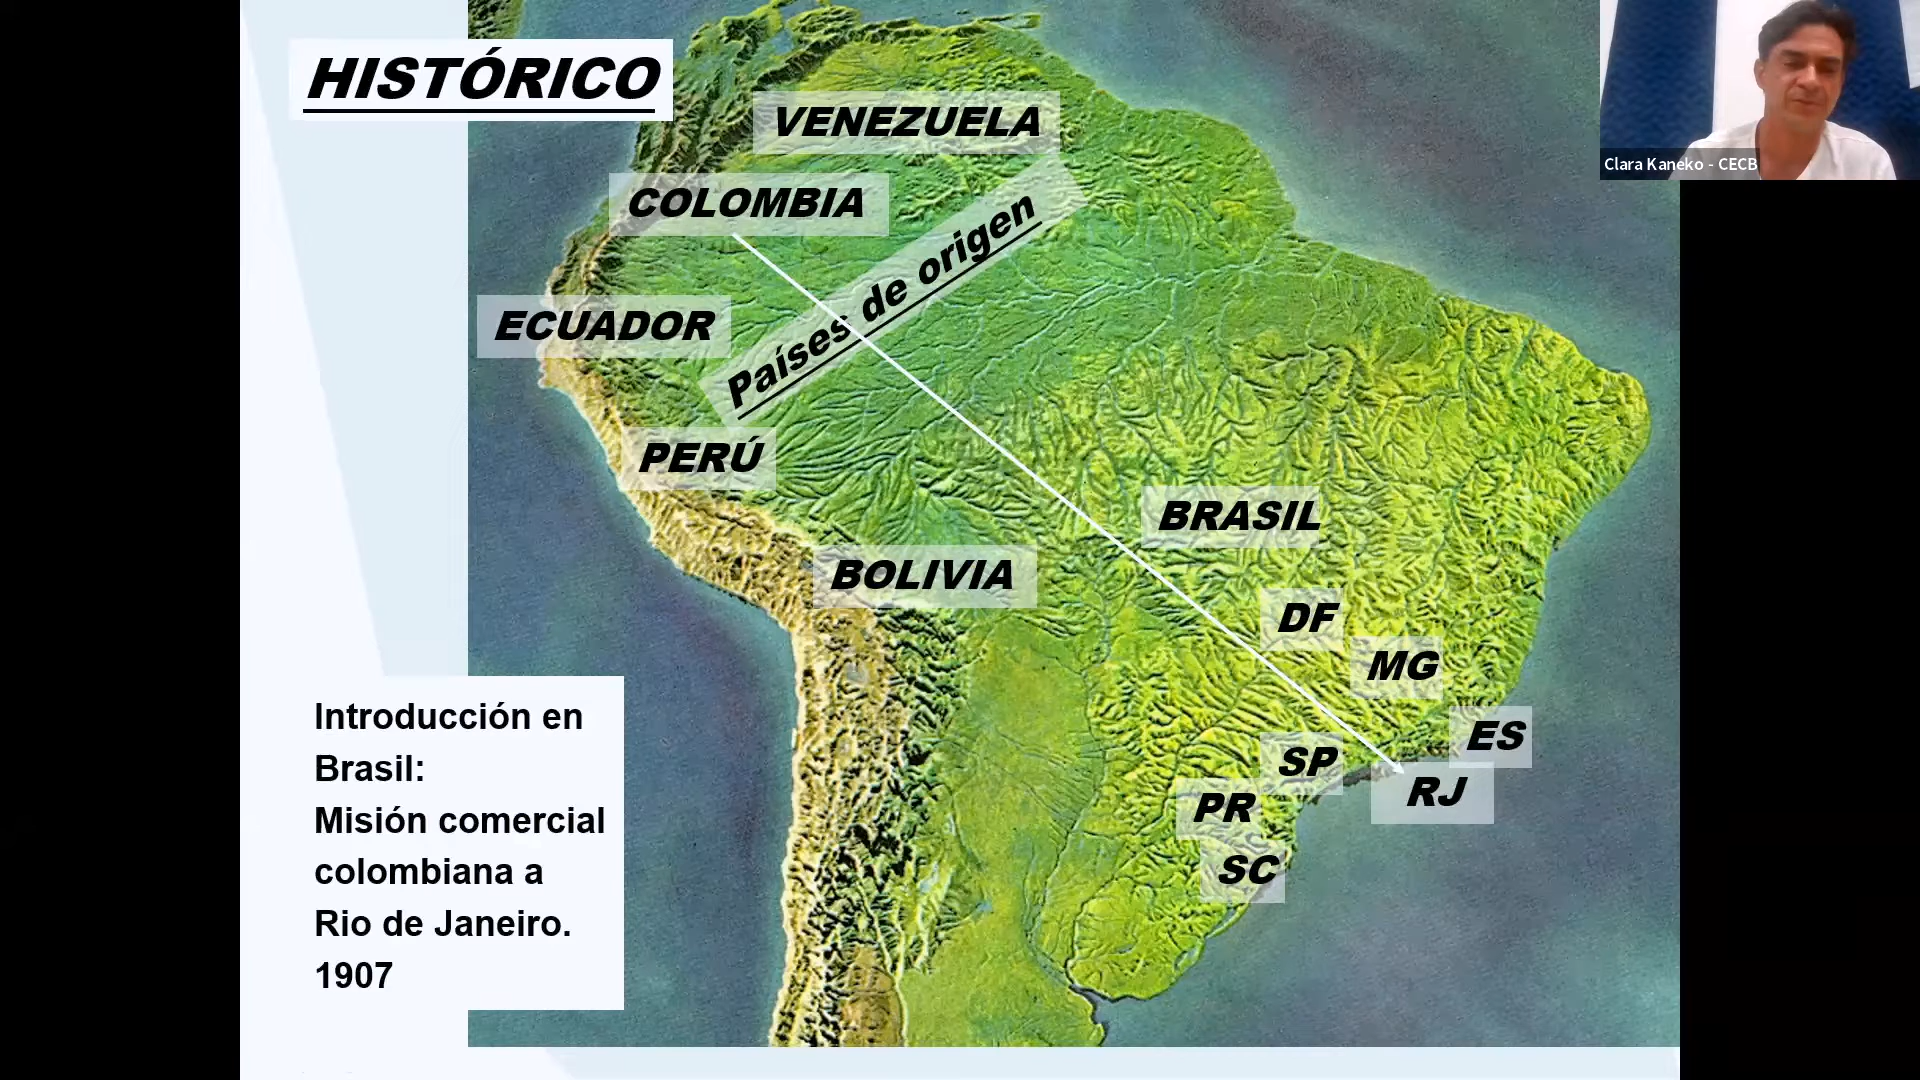 HISTÓRICO
VENEZUELA
COLOMBIA
Países de origen
ECUADOR
PERÚ
BRASIL
BOLIVIA
DF
MG
ES
SP
RJ
PR
SC
Introducción en
Brasil:
Misión comercial
colombiana a
Rio de Janeiro.
1907
Clara Kaneko - CECB